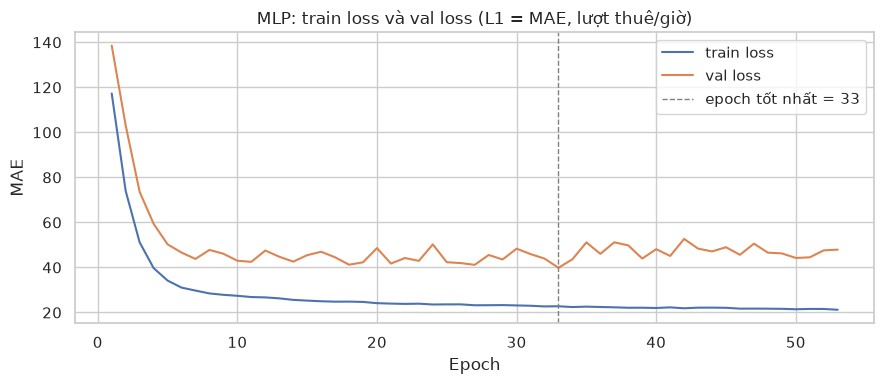 MLP: train loss và val loss (L1 = MAE, lượt thuê/giờ)
train loss
val loss
epoch tốt nhất = 33
MAE
140
120
100
80
60
40
20
0 10 20 30 40 50
Epoch